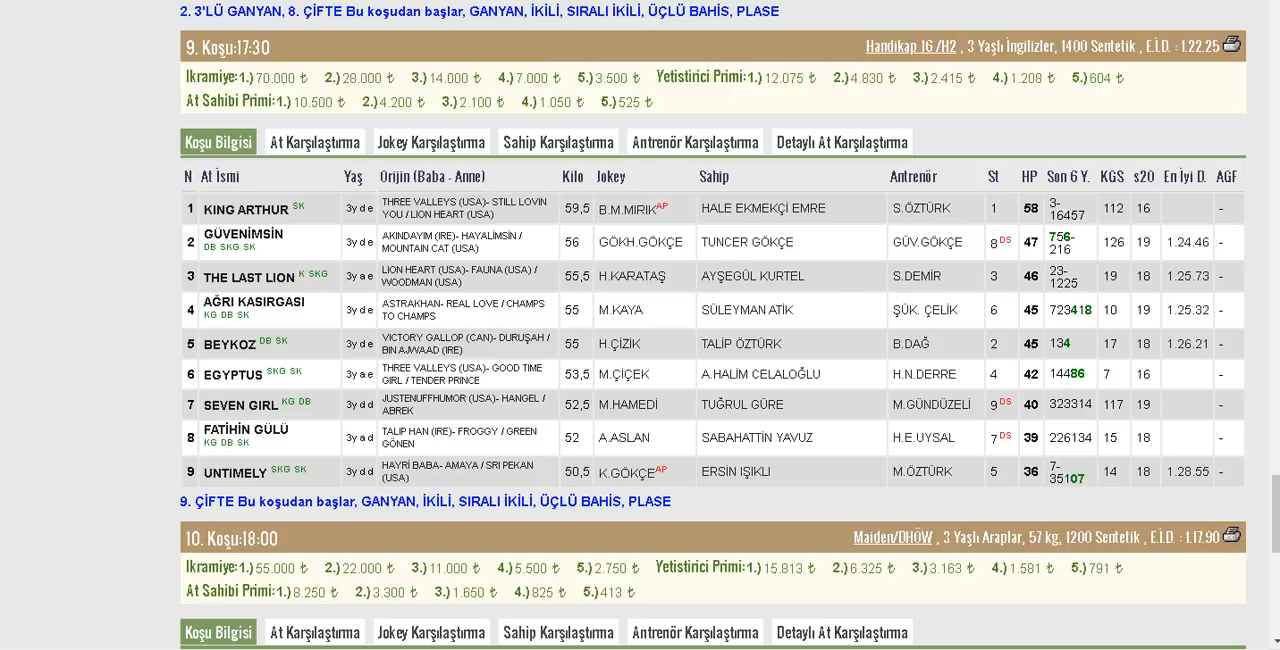 2. 3'LÜ GANYAN, 8. ÇİFTE Bu koşudan başlar, GANYAN, İKİLİ, SIRALI İKİLİ, ÜÇLÜ BAHİS, PLASE
9. Koşu:17:30 Handikap 16 /H2 , 3 Yaşlı İngilizler, 1400 Sentetik , E.İ.D. : 1.22.25
Ikramiye:1.) 70.000 ₺ 2.) 28.000 ₺ 3.) 14.000 ₺ 4.) 7.000 ₺ 5.) 3.500 ₺ Yetistirici Primi:1.) 12.075 ₺ 2.) 4.830 ₺ 3.) 2.415 ₺ 4.) 1.208 ₺ 5.) 604 ₺
At Sahibi Primi:1.) 10.500 ₺ 2.) 4.200 ₺ 3.) 2.100 ₺ 4.) 1.050 ₺ 5.) 525 ₺
Koşu Bilgisi At Karşılaştırma Jokey Karşılaştırma Sahip Karşılaştırma Antrenör Karşılaştırma Detaylı At Karşılaştırma
N At İsmi Yaş Orijin (Baba - Anne) Kilo Jokey Sahip Antrenör St HP Son 6 Y. KGS s20 En İyi D. AGF
1 KING ARTHUR SK 3y d e THREE VALLEYS (USA)- STILL LOVIN YOU / LION HEART (USA) 59,5 B.M.MIRIK AP HALE EKMEKÇİ EMRE S.ÖZTÜRK 1 58 3-16457 112 16 -
2 GÜVENİMSİN DB SKG SK 3y d e AKINDAYIM (IRE)- HAYALİMSİN / MOUNTAIN CAT (USA) 56 GÖKH.GÖKÇE TUNCER GÖKÇE GÜV.GÖKÇE 8 DS 47 756-216 126 19 1.24.46 -
3 THE LAST LION K SKG 3y a e LION HEART (USA)- FAUNA (USA) / WOODMAN (USA) 55,5 H.KARATAŞ AYŞEGÜL KURTEL S.DEMİR 3 46 23-1225 19 18 1.25.73 -
4 AĞRI KASIRGASI KG DB SK 3y a e ASTRAKHAN- REAL LOVE / CHAMPS TO CHAMPS 55 M.KAYA SÜLEYMAN ATİK ŞÜK. ÇELİK 6 45 723418 10 19 1.25.32 -
5 BEYKOZ DB SK 3y d e VICTORY GALLOP (CAN)- DURUŞAH / BIN AJWAAD (IRE) 55 H.ÇİZİK TALİP ÖZTÜRK B.DAĞ 2 45 134 17 18 1.26.21 -
6 EGYPTUS SKG SK 3y a e THREE VALLEYS (USA)- GOOD TIME GIRL / TENDER PRINCE 53,5 M.ÇİÇEK A.HALİM CELALOĞLU H.N.DERRE 4 42 14486 7 16 -
7 SEVEN GIRL KG DB 3y d d JUSTENUFFHUMOR (USA)- HANGEL / ABREK 52,5 M.HAMEDİ TUĞRUL GÜRE M.GÜNDÜZELİ 9 DS 40 323314 117 19 -
8 FATİHİN GÜLÜ KG DB SK 3y a d TALIP HAN (IRE)- FROGGY / GREEN GÖNEN 52 A.ASLAN SABAHATTİN YAVUZ H.E.UYSAL 7 DS 39 226134 15 18 -
9 UNTIMELY SKG SK 3y d d HAYRİ BABA- AMAYA / SRI PEKAN (USA) 50,5 K.GÖKÇE AP ERSİN IŞIKLI M.ÖZTÜRK 5 36 7-35107 14 18 1.28.55 -
9. ÇİFTE Bu koşudan başlar, GANYAN, İKİLİ, SIRALI İKİLİ, ÜÇLÜ BAHİS, PLASE
10. Koşu:18:00 Maiden/DHÖW , 3 Yaşlı Araplar, 57 kg, 1200 Sentetik , E.İ.D. : 1.17.90
Ikramiye:1.) 55.000 ₺ 2.) 22.000 ₺ 3.) 11.000 ₺ 4.) 5.500 ₺ 5.) 2.750 ₺ Yetistirici Primi:1.) 15.813 ₺ 2.) 6.325 ₺ 3.) 3.163 ₺ 4.) 1.581 ₺ 5.) 791 ₺
At Sahibi Primi:1.) 8.250 ₺ 2.) 3.300 ₺ 3.) 1.650 ₺ 4.) 825 ₺ 5.) 413 ₺
Koşu Bilgisi At Karşılaştırma Jokey Karşılaştırma Sahip Karşılaştırma Antrenör Karşılaştırma Detaylı At Karşılaştırma